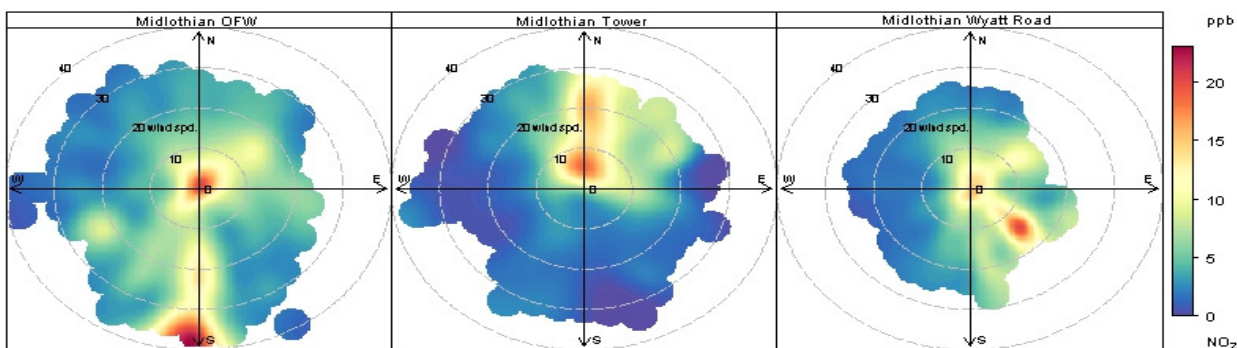 Midlothian OFW
N
40
30
20 wind spd.
10
0
W
E
S
Midlothian Tower
N
40
30
20 wind spd.
10
0
W
E
S
Midlothian Wyatt Road
N
40
30
20 wind spd.
10
0
W
E
S
ppb
20
15
10
5
0
NO2